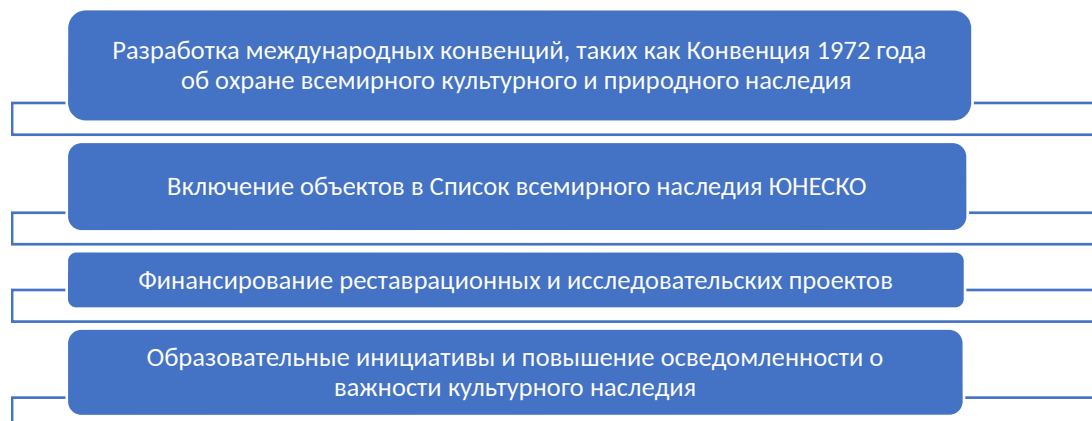 Разработка международных конвенций, таких как Конвенция 1972 года
об охране всемирного культурного и природного наследия
Включение объектов в Список всемирного наследия ЮНЕСКО
Финансирование реставрационных и исследовательских проектов
Образовательные инициативы и повышение осведомленности о
важности культурного наследия